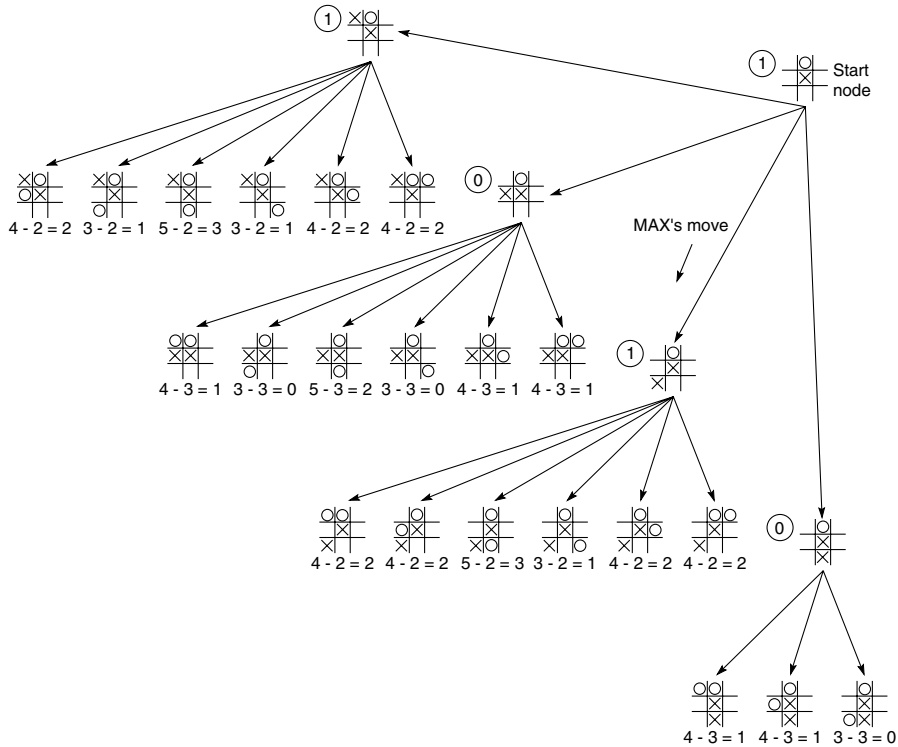 1
1
Start
node
4 - 2 = 2 3 - 2 = 1 5 - 2 = 3 3 - 2 = 1 4 - 2 = 2 4 - 2 = 2
0
MAX's move
4 - 3 = 1 3 - 3 = 0 5 - 3 = 2 3 - 3 = 0 4 - 3 = 1 4 - 3 = 1
1
4 - 2 = 2 4 - 2 = 2 5 - 2 = 3 3 - 2 = 1 4 - 2 = 2 4 - 2 = 2
0
4 - 3 = 1 4 - 3 = 1 3 - 3 = 0